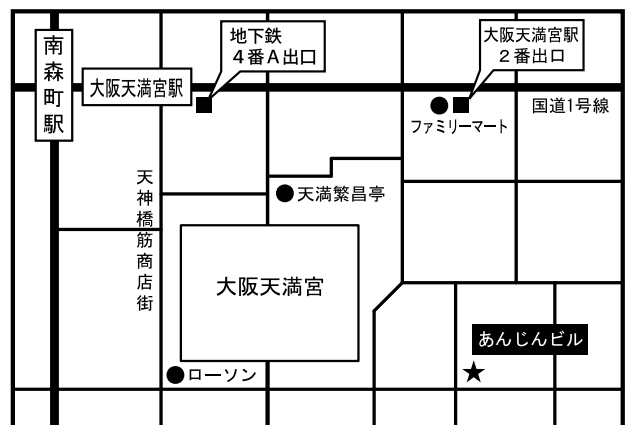 南森町駅
大阪天満宮駅
地下鉄
4番A出口
大阪天満宮駅
2番出口
国道1号線
ファミリーマート
天神橋筋商店街
天満繁昌亭
大阪天満宮
あんじんビル
ローソン